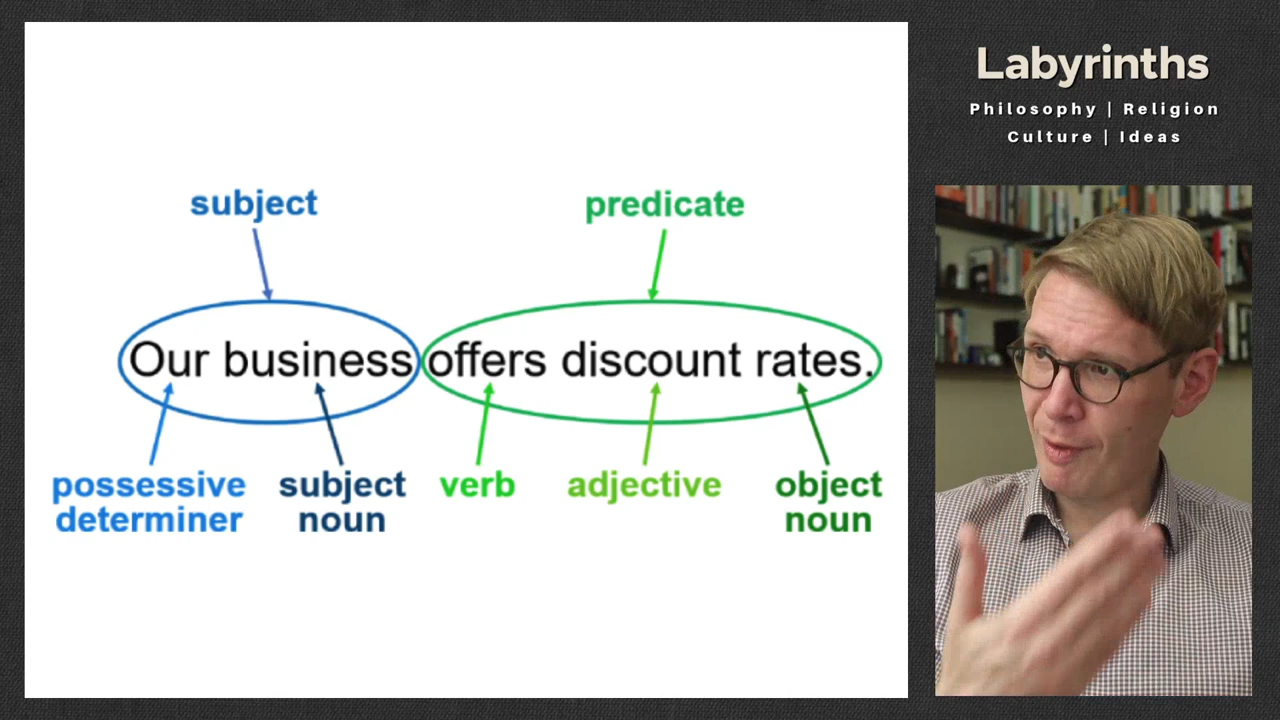 subject
predicate
Our business offers discount rates.
possessive determiner
subject noun
verb
adjective
object noun
Labyrinths
Philosophy | Religion
Culture | Ideas